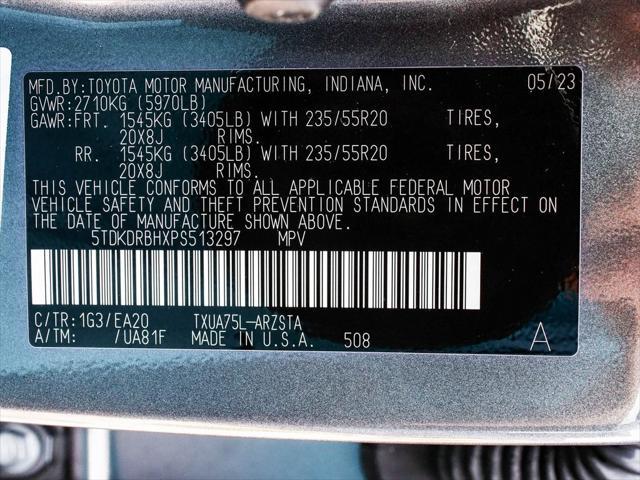 MFD.BY:TOYOTA MOTOR MANUFACTURING, INDIANA, INC. 05/23
GVWR:2710KG (5970LB)
GAWR:FRT. 1545KG (3405LB) WITH 235/55R20 TIRES,
20X8J RIMS.
RR. 1545KG (3405LB) WITH 235/55R20 TIRES,
20X8J RIMS.
THIS VEHICLE CONFORMS TO ALL APPLICABLE FEDERAL MOTOR
VEHICLE SAFETY AND THEFT PREVENTION STANDARDS IN EFFECT ON
THE DATE OF MANUFACTURE SHOWN ABOVE.
5TDKDRBHXPS513297 MPV
C/TR:1G3/EA20 TXUA75L-ARZSTA
A/TM: /UA81F MADE IN U.S.A. 508 A